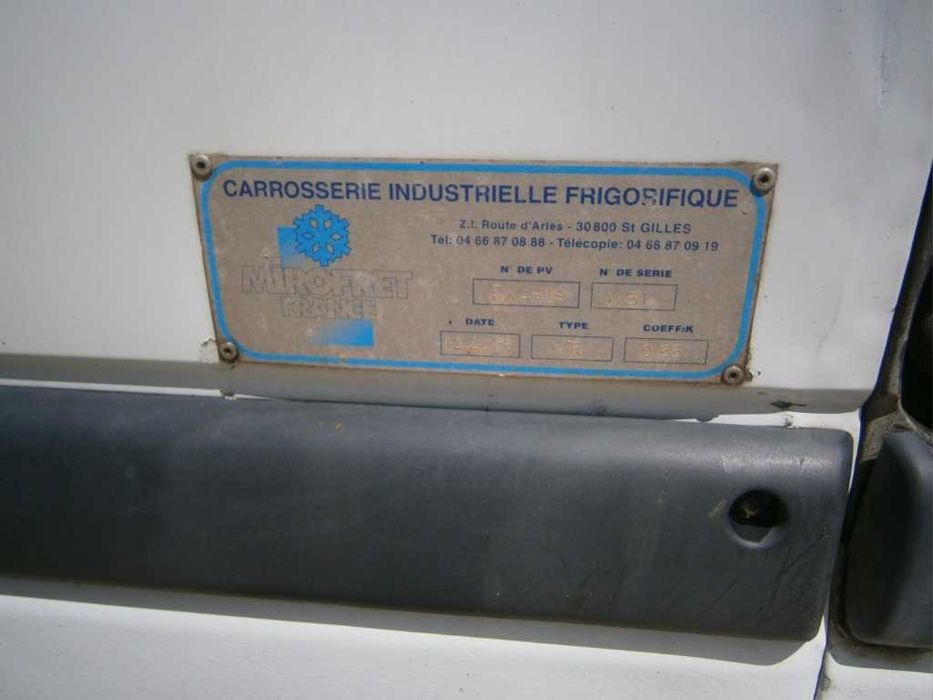 CARROSSERIE INDUSTRIELLE FRIGORIFIQUE
Z.I. Route d'Arles - 30800 St GILLES
Tel: 04 66 87 08 88 - Télécopie: 04 66 87 09 19
MIROFRET
FRANCE
N° DE PV N° DE SERIE
DATE TYPE COEFF:K